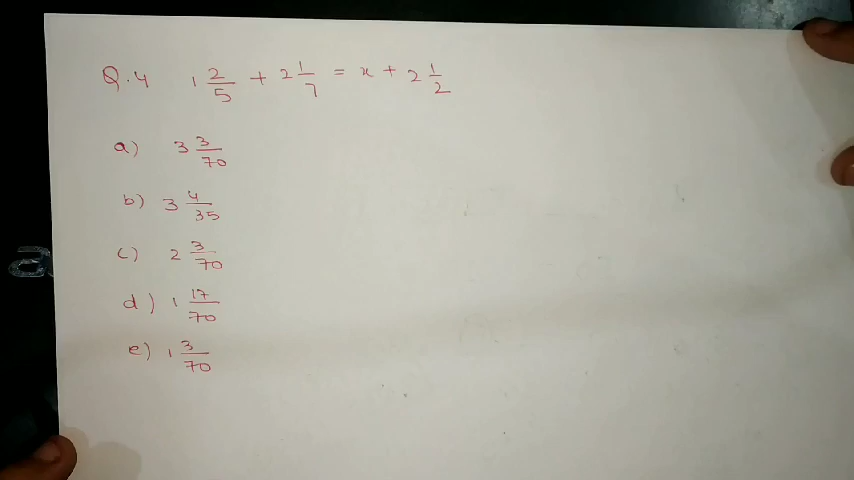 Q.4 1 2/5 + 2 1/7 = x + 2 1/2
a) 3 3/70
b) 3 4/35
c) 2 3/70
d) 1 17/70
e) 1 3/70